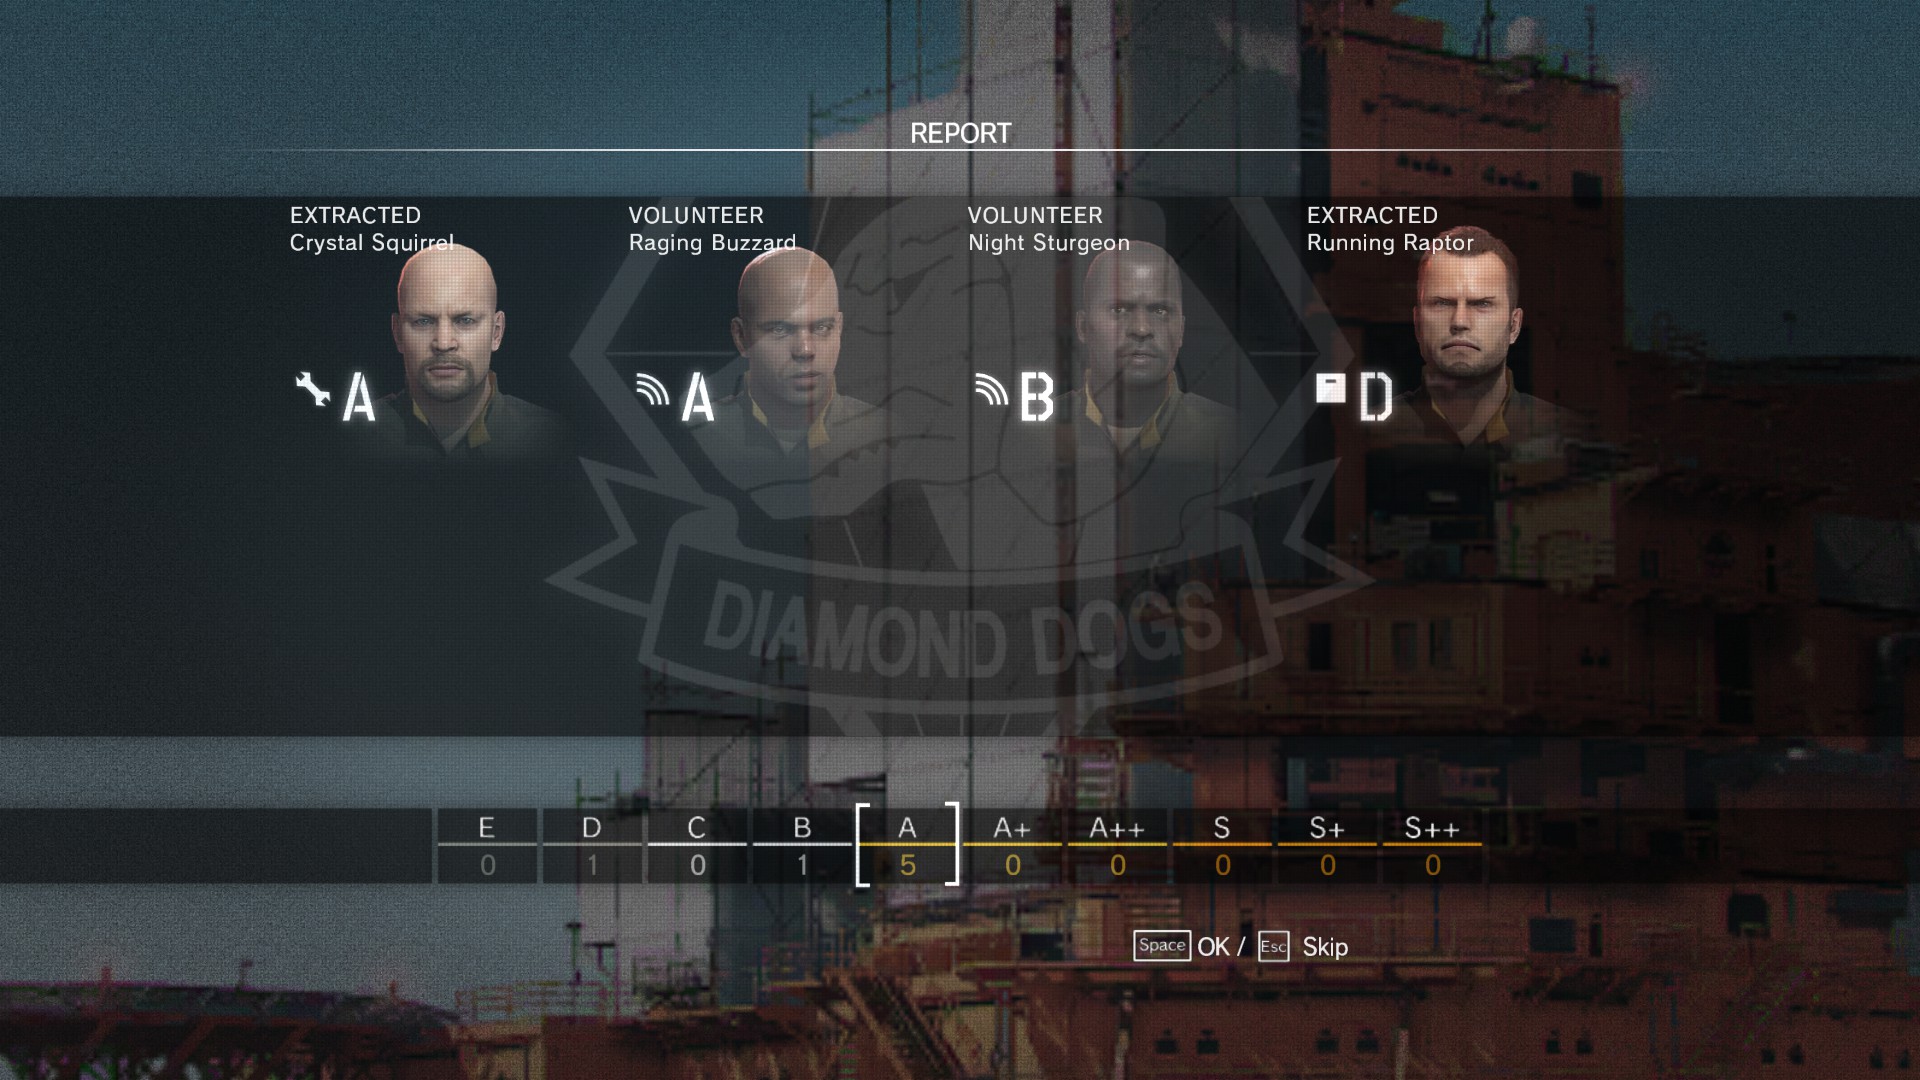 REPORT
EXTRACTED
Crystal Squirrel
A
VOLUNTEER
Raging Buzzard
A
VOLUNTEER
Night Sturgeon
B
EXTRACTED
Running Raptor
D
DIAMOND DOGS
E D C B A A+ A++ S S+ S++
0 1 0 1 5 0 0 0 0 0
Space OK / Esc Skip